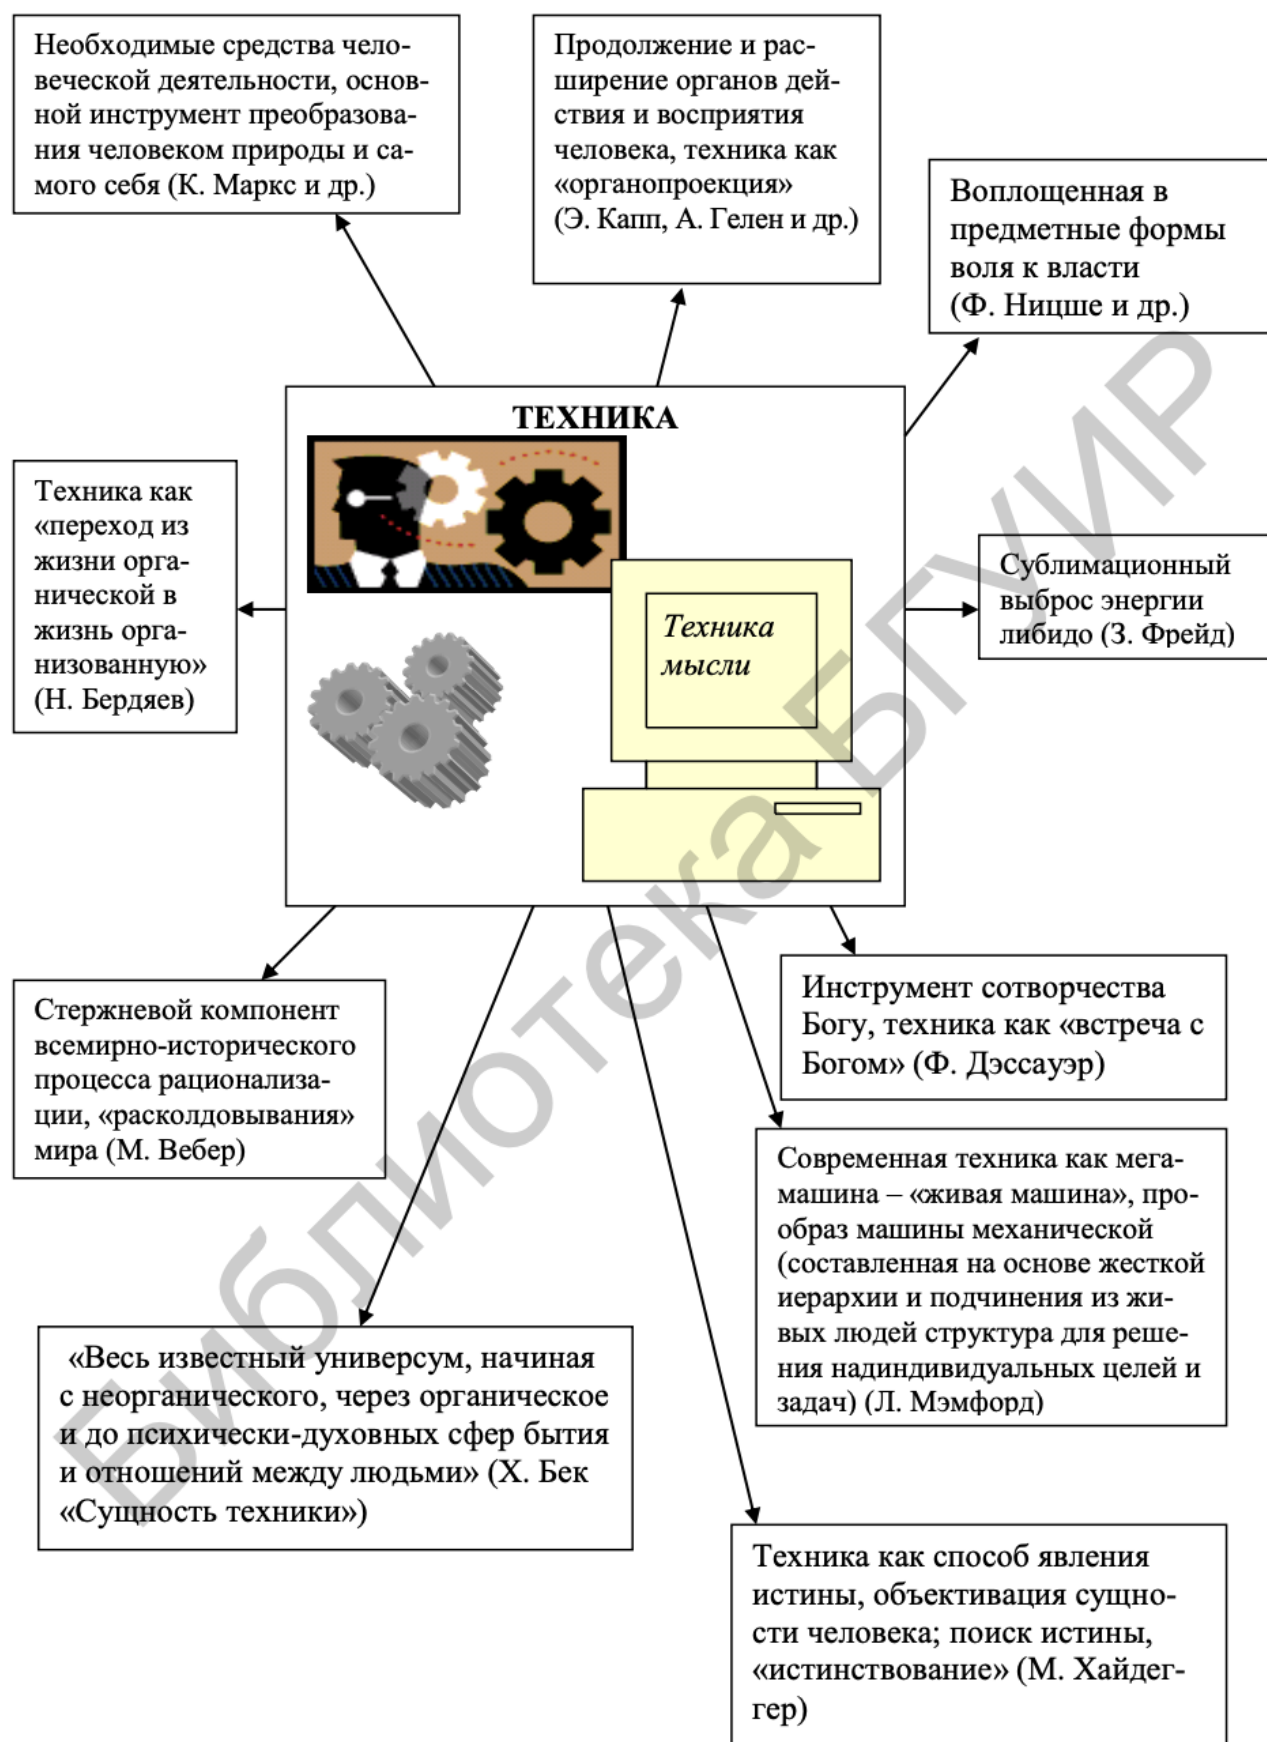 Необходимые средства чело-
веческой деятельности, основ-
ной инструмент преобразова-
ния человеком природы и са-
мого себя (К. Маркс и др.)
Продолжение и рас-
ширение органов дей-
ствия и восприятия
человека, техника как
«органопроекция»
(Э. Капп, А. Гелен и др.)
Воплощенная в
предметные формы
воля к власти
(Ф. Ницше и др.)
ТЕХНИКА
Техника как
«переход из
жизни орга-
нической в
жизнь орга-
низованную»
(Н. Бердяев)
Техника
мысли
Сублимационный
выброс энергии
либидо (З. Фрейд)
Стержневой компонент
всемирно-исторического
процесса рационализа-
ции, «расколдовывания»
мира (М. Вебер)
Инструмент сотворчества
Богу, техника как «встреча с
Богом» (Ф. Дэссауэр)
Современная техника как мега-
машина – «живая машина», про-
образ машины механической
(составленная на основе жесткой
иерархии и подчинения из жи-
вых людей структура для реше-
ния надиндивидуальных целей и
задач) (Л. Мэмфорд)
«Весь известный универсум, начиная
с неорганического, через органическое
и до психически-духовных сфер бытия
и отношений между людьми» (Х. Бек
«Сущность техники»)
Техника как способ явления
истины, объективация сущно-
сти человека; поиск истины,
«истинствование» (М. Хайдег-
гер)
Библиотека БГУИР